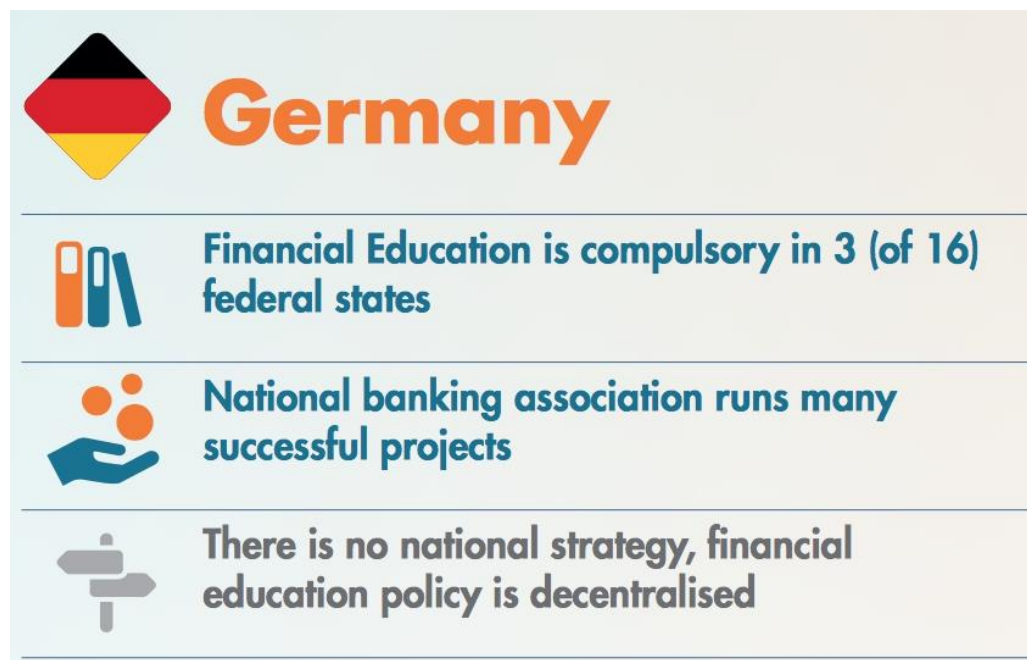 Germany
Financial Education is compulsory in 3 (of 16)
federal states
National banking association runs many
successful projects
There is no national strategy, financial
education policy is decentralised